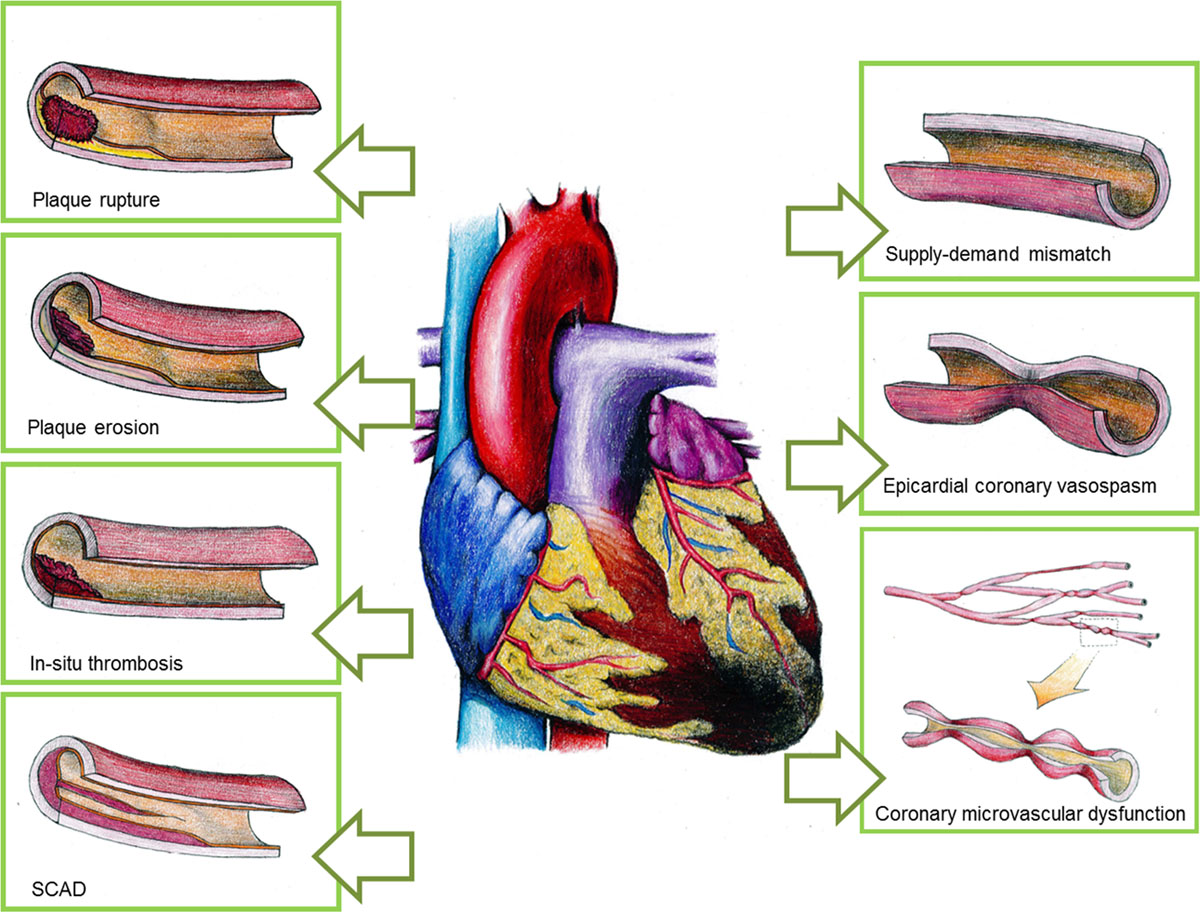 Plaque rupture
Plaque erosion
In-situ thrombosis
SCAD
Supply-demand mismatch
Epicardial coronary vasospasm
Coronary microvascular dysfunction